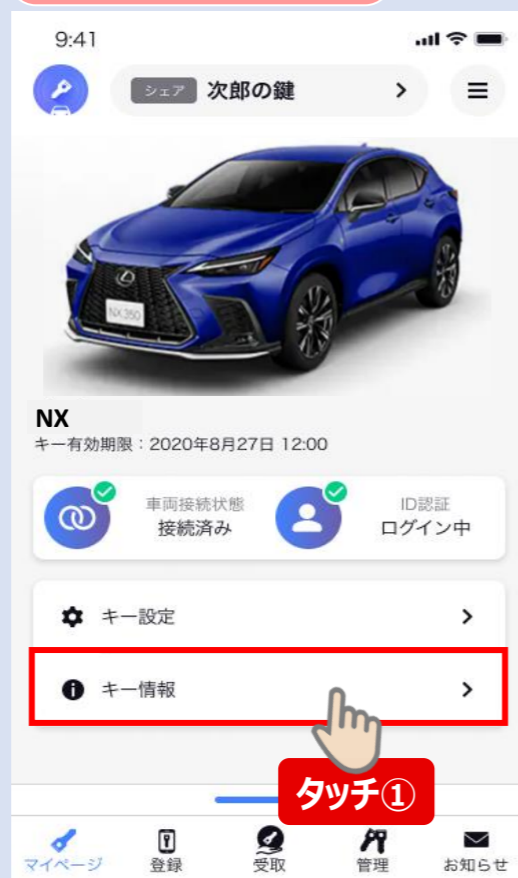 9:41
シェア 次郎の鍵
NX 350
NX
キー有効期限：2020年8月27日 12:00
車両接続状態
接続済み
ID認証
ログイン中
キー設定
キー情報
タッチ①
マイページ
登録
受取
管理
お知らせ